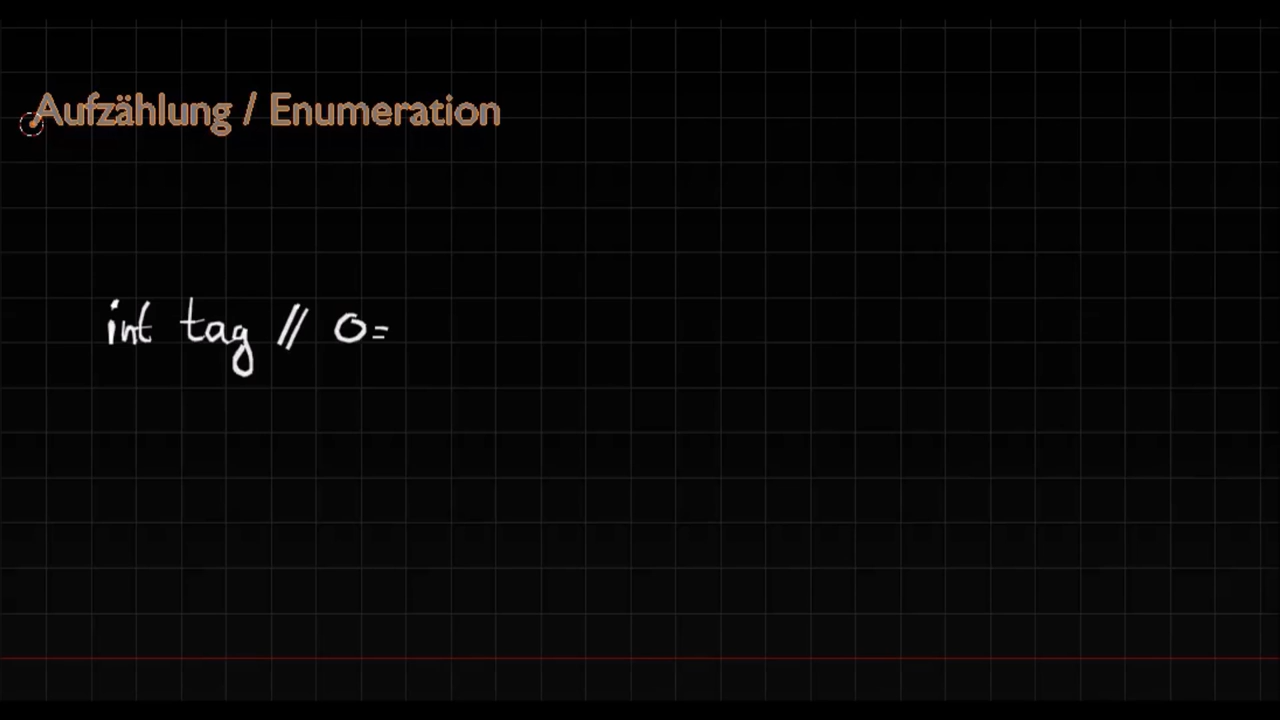 Aufzählung / Enumeration
int tag // 0=